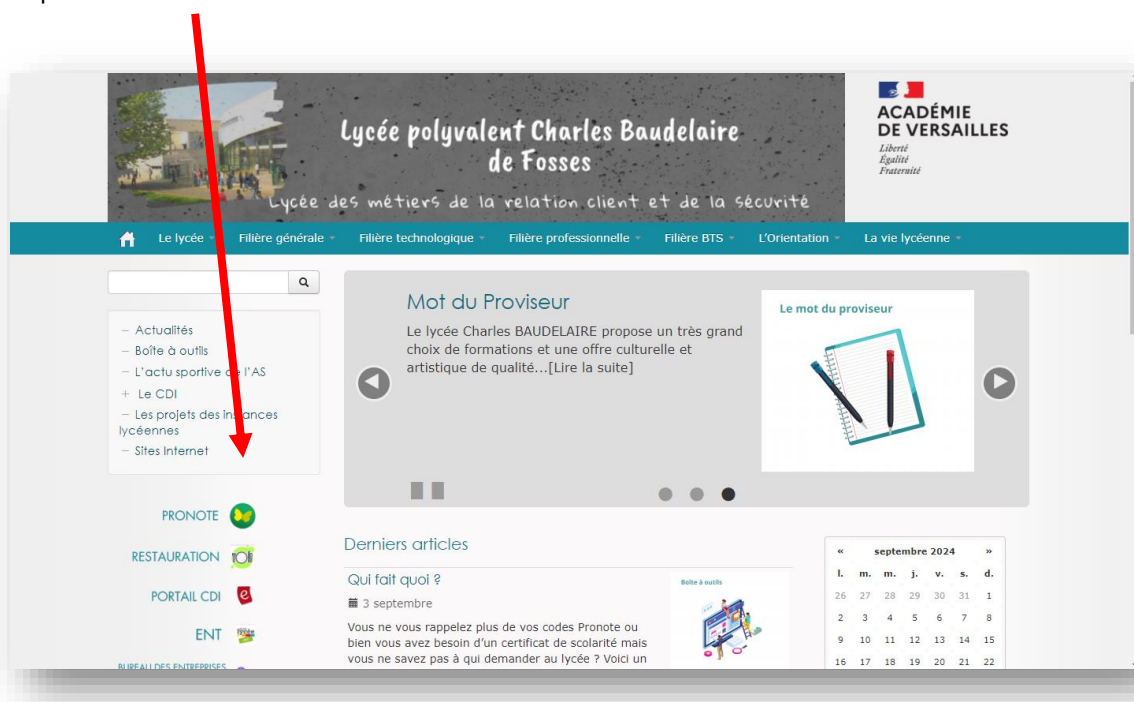 Lycée polyvalent Charles Baudelaire
de Fosses
Lycée des métiers de la relation client et de la sécurité
ACADÉMIE
DE VERSAILLES
Liberté
Égalité
Fraternité
Le lycée
Filière générale
Filière technologique
Filière professionnelle
Filière BTS
L'Orientation
La vie lycéenne
– Actualités
– Boîte à outils
– L'actu sportive de l'AS
+ Le CDI
– Les projets des instances
lycéennes
– Sites Internet
PRONOTE
RESTAURATION
PORTAIL CDI
ENT
BUREAU DES ENTREPRISES
Mot du Proviseur
Le lycée Charles BAUDELAIRE propose un très grand
choix de formations et une offre culturelle et
artistique de qualité...[Lire la suite]
Le mot du proviseur
Derniers articles
Qui fait quoi ?
3 septembre
Vous ne vous rappelez plus de vos codes Pronote ou
bien vous avez besoin d'un certificat de scolarité mais
vous ne savez pas à qui demander au lycée ? Voici un
Boîte à outils
« septembre 2024 »
l. m. m. j. v. s. d.
26 27 28 29 30 31 1
2 3 4 5 6 7 8
9 10 11 12 13 14 15
16 17 18 19 20 21 22